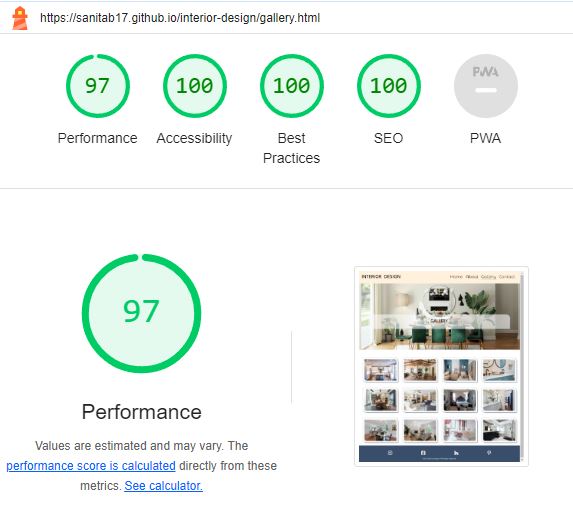 https://sanitab17.github.io/interior-design/gallery.html
97 100 100 100 PWA
Performance Accessibility Best Practices SEO PWA
97
INTERIOR DESIGN Home About Gallery Contact
GALLERY
Performance
Values are estimated and may vary. The
performance score is calculated directly from these
metrics. See calculator.